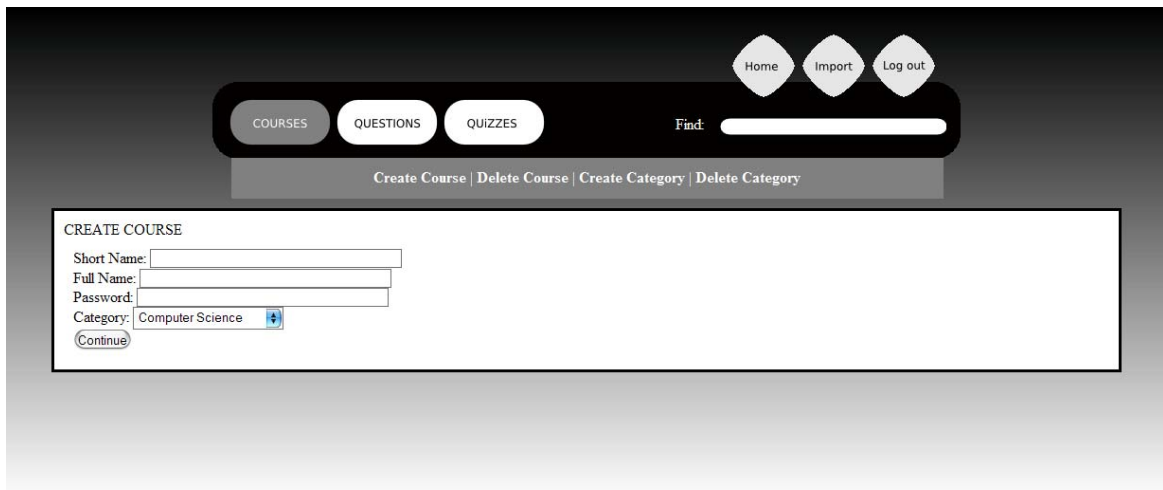 Home Import Log out
COURSES QUESTIONS QUiZZES Find:
Create Course | Delete Course | Create Category | Delete Category
CREATE COURSE
Short Name:
Full Name:
Password:
Category: Computer Science
Continue